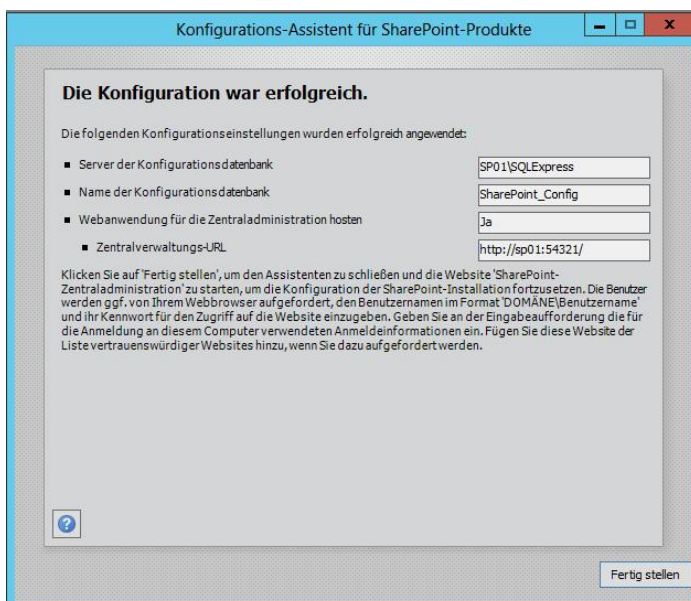 Konfigurations-Assistent für SharePoint-Produkte
Die Konfiguration war erfolgreich.
Die folgenden Konfigurationseinstellungen wurden erfolgreich angewendet:
Server der Konfigurationsdatenbank SP01\SQLExpress
Name der Konfigurationsdatenbank SharePoint_Config
Webanwendung für die Zentraladministration hosten Ja
Zentralverwaltungs-URL http://sp01:54321/
Klicken Sie auf 'Fertig stellen', um den Assistenten zu schließen und die Website 'SharePoint-
Zentraladministration' zu starten, um die Konfiguration der SharePoint-Installation fortzusetzen. Die Benutzer
werden ggf. von Ihrem Webbrowser aufgefordert, den Benutzernamen im Format 'DOMÄNE\Benutzername'
und ihr Kennwort für den Zugriff auf die Website einzugeben. Geben Sie an der Eingabeaufforderung die für
die Anmeldung an diesem Computer verwendeten Anmeldeinformationen ein. Fügen Sie diese Website der
Liste vertrauenswürdiger Websites hinzu, wenn Sie dazu aufgefordert werden.
Fertig stellen